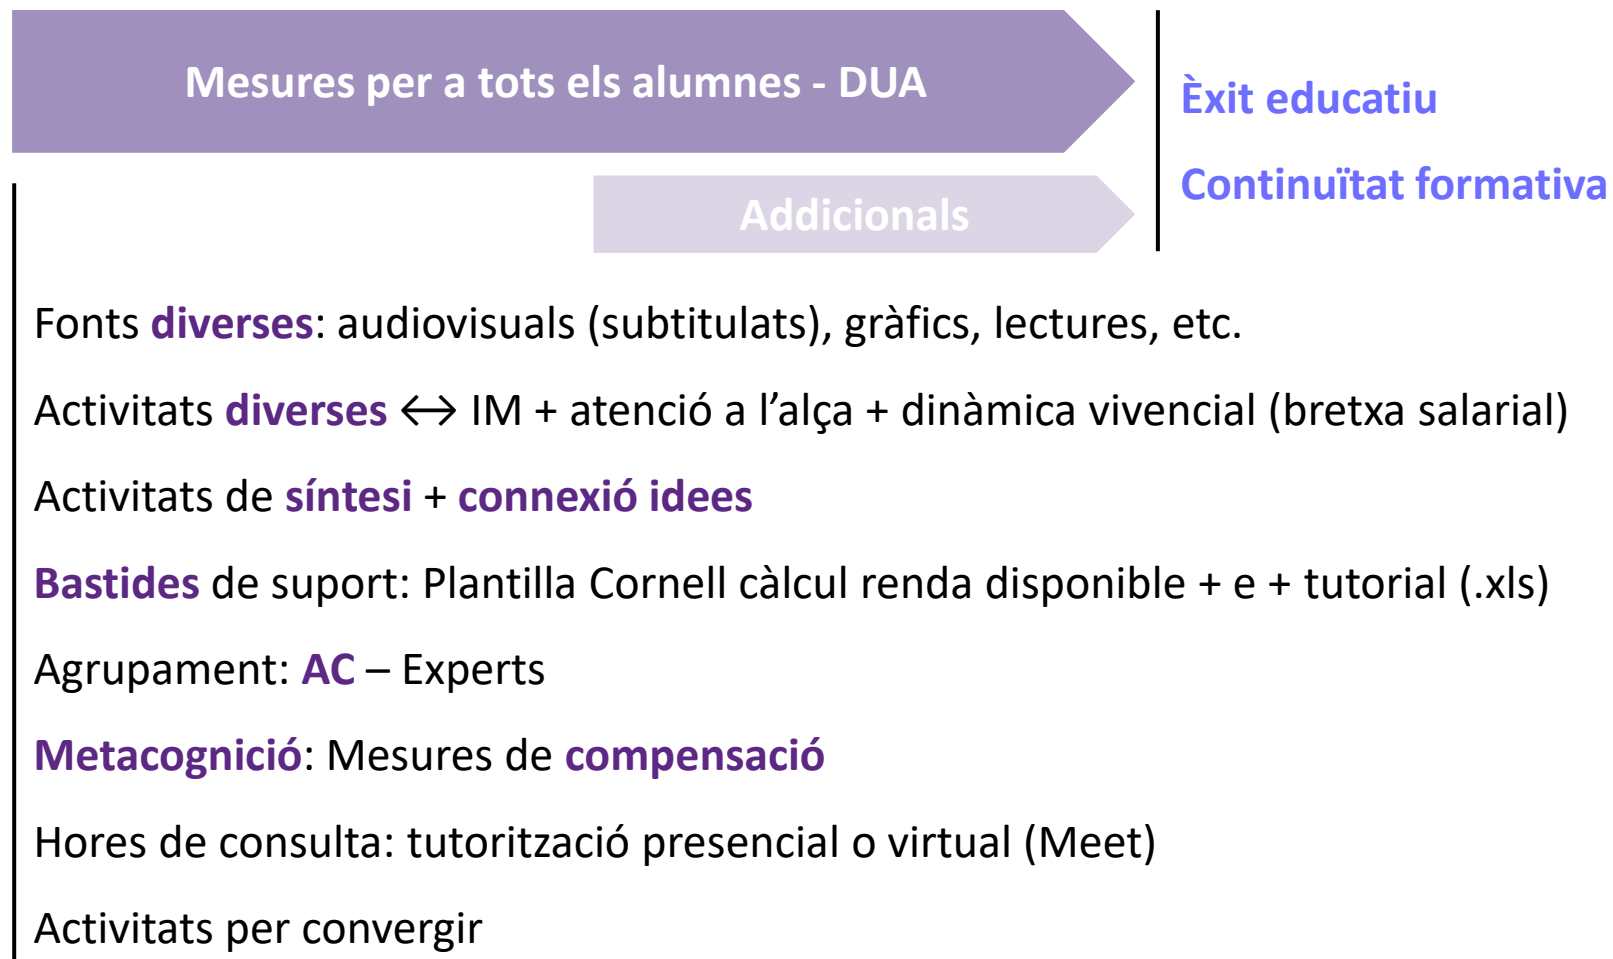 Mesures per a tots els alumnes - DUA
Èxit educatiu
Continuïtat formativa
Addicionals
Fonts diverses: audiovisuals (subtitulats), gràfics, lectures, etc.
Activitats diverses ↔ IM + atenció a l’alça + dinàmica vivencial (bretxa salarial)
Activitats de síntesi + connexió idees
Bastides de suport: Plantilla Cornell càlcul renda disponible + e + tutorial (.xls)
Agrupament: AC – Experts
Metacognició: Mesures de compensació
Hores de consulta: tutorització presencial o virtual (Meet)
Activitats per convergir